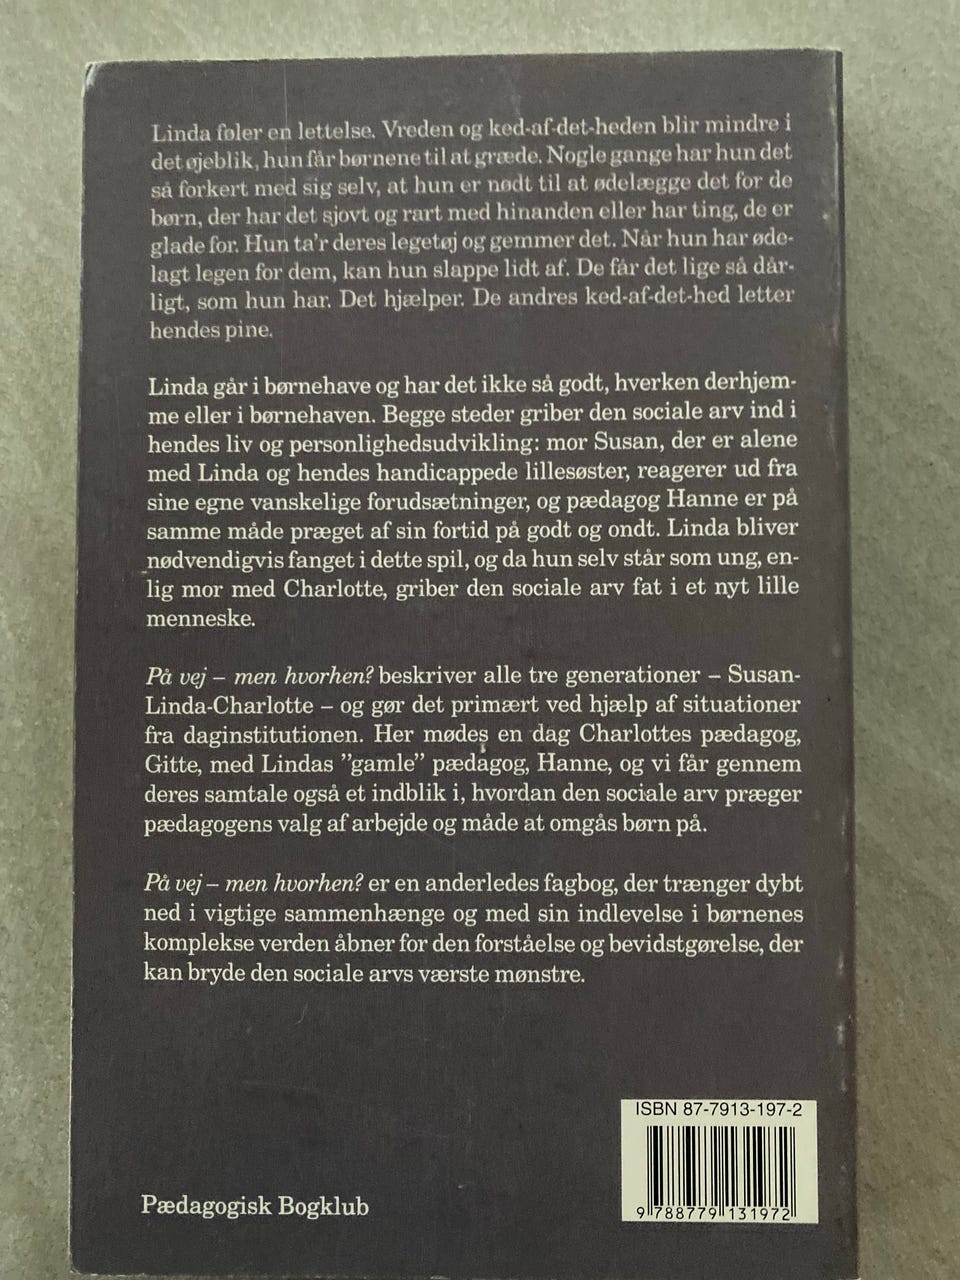 Linda føler en lettelse. Vreden og ked-af-det-heden blir mindre i
det øjeblik, hun får børnene til at græde. Nogle gange har hun det
så forkert med sig selv, at hun er nødt til at ødelægge det for de
børn, der har det sjovt og rart med hinanden eller har ting, de er
glade for. Hun ta'r deres legetøj og gemmer det. Når hun har øde-
lagt legen for dem, kan hun slappe lidt af. De får det lige så dår-
ligt, som hun har. Det hjælper. De andres ked-af-det-hed letter
hendes pine.
Linda går i børnehave og har det ikke så godt, hverken derhjem-
me eller i børnehaven. Begge steder griber den sociale arv ind i
hendes liv og personlighedsudvikling: mor Susan, der er alene
med Linda og hendes handicappede lillesøster, reagerer ud fra
sine egne vanskelige forudsætninger, og pædagog Hanne er på
samme måde præget af sin fortid på godt og ondt. Linda bliver
nødvendigvis fanget i dette spil, og da hun selv står som ung, en-
lig mor med Charlotte, griber den sociale arv fat i et nyt lille
menneske.
På vej – men hvorhen? beskriver alle tre generationer – Susan-
Linda-Charlotte – og gør det primært ved hjælp af situationer
fra daginstitutionen. Her mødes en dag Charlottes pædagog,
Gitte, med Lindas ”gamle” pædagog, Hanne, og vi får gennem
deres samtale også et indblik i, hvordan den sociale arv præger
pædagogens valg af arbejde og måde at omgås børn på.
På vej – men hvorhen? er en anderledes fagbog, der trænger dybt
ned i vigtige sammenhænge og med sin indlevelse i børnenes
komplekse verden åbner for den forståelse og bevidstgørelse, der
kan bryde den sociale arvs værste mønstre.
ISBN 87-7913-197-2
9 788779 131972
Pædagogisk Bogklub